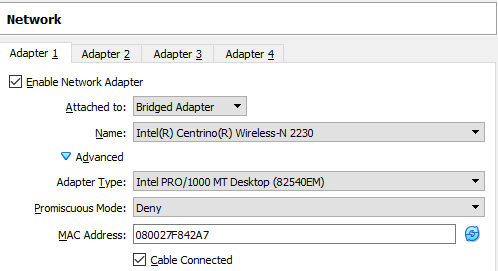 Network
Adapter 1 Adapter 2 Adapter 3 Adapter 4
Enable Network Adapter
Attached to: Bridged Adapter
Name: Intel(R) Centrino(R) Wireless-N 2230
Advanced
Adapter Type: Intel PRO/1000 MT Desktop (82540EM)
Promiscuous Mode: Deny
MAC Address: 080027F842A7
Cable Connected